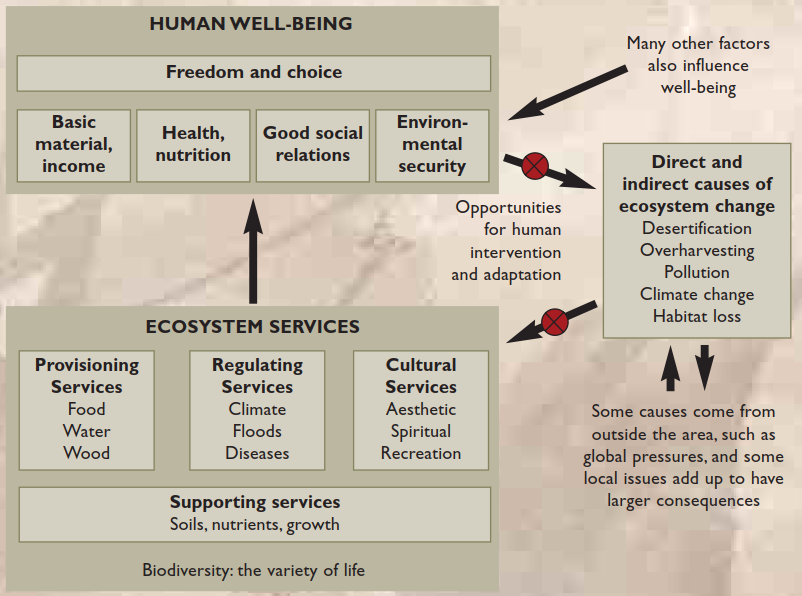 HUMAN WELL-BEING
Freedom and choice
Basic
material,
income
Health,
nutrition
Good social
relations
Environ-
mental
security
Many other factors
also influence
well-being
Opportunities
for human
intervention
and adaptation
Direct and
indirect causes of
ecosystem change
Desertification
Overharvesting
Pollution
Climate change
Habitat loss
ECOSYSTEM SERVICES
Provisioning
Services
Food
Water
Wood
Regulating
Services
Climate
Floods
Diseases
Cultural
Services
Aesthetic
Spiritual
Recreation
Supporting services
Soils, nutrients, growth
Biodiversity: the variety of life
Some causes come from
outside the area, such as
global pressures, and some
local issues add up to have
larger consequences